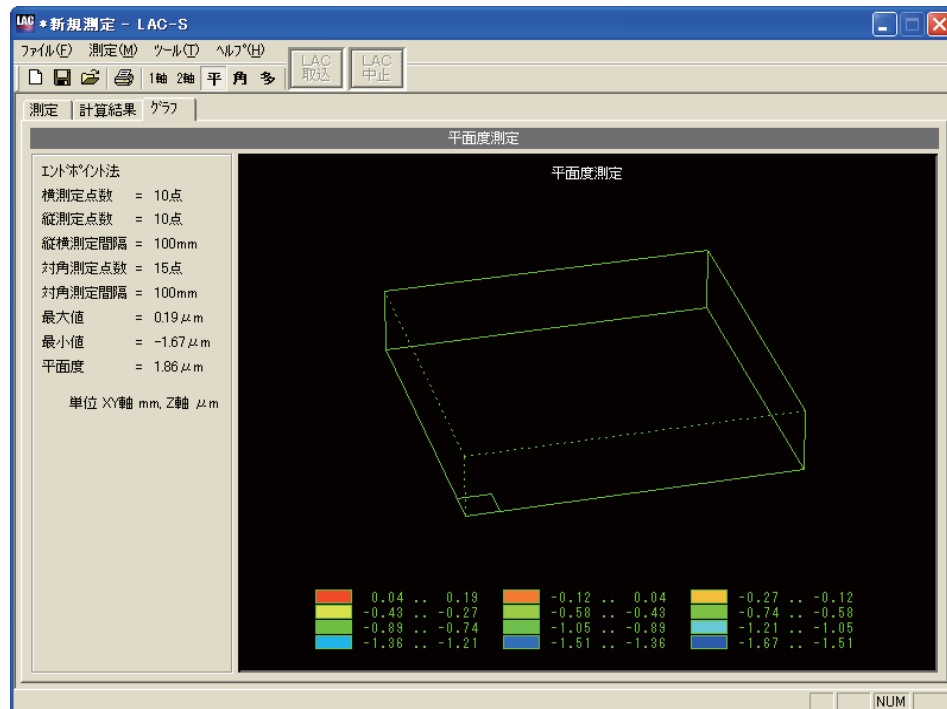 LAC *新規測定 - LAC-S
ファイル(F) 測定(M) ツール(T) ヘルプ(H)
1軸 2軸 平 角 多
LAC 取込
LAC 中止
測定 計算結果 グラフ
平面度測定
エンドポイント法
横測定点数 = 10点
縦測定点数 = 10点
縦横測定間隔 = 100mm
対角測定点数 = 15点
対角測定間隔 = 100mm
最大値 = 0.19μm
最小値 = -1.67μm
平面度 = 1.86μm
単位 XY軸 mm, Z軸 μm
平面度測定
0.04 .. 0.19 -0.12 .. 0.04 -0.27 .. -0.12
-0.43 .. -0.27 -0.58 .. -0.43 -0.74 .. -0.58
-0.89 .. -0.74 -1.05 .. -0.89 -1.21 .. -1.05
-1.36 .. -1.21 -1.51 .. -1.36 -1.67 .. -1.51
NUM